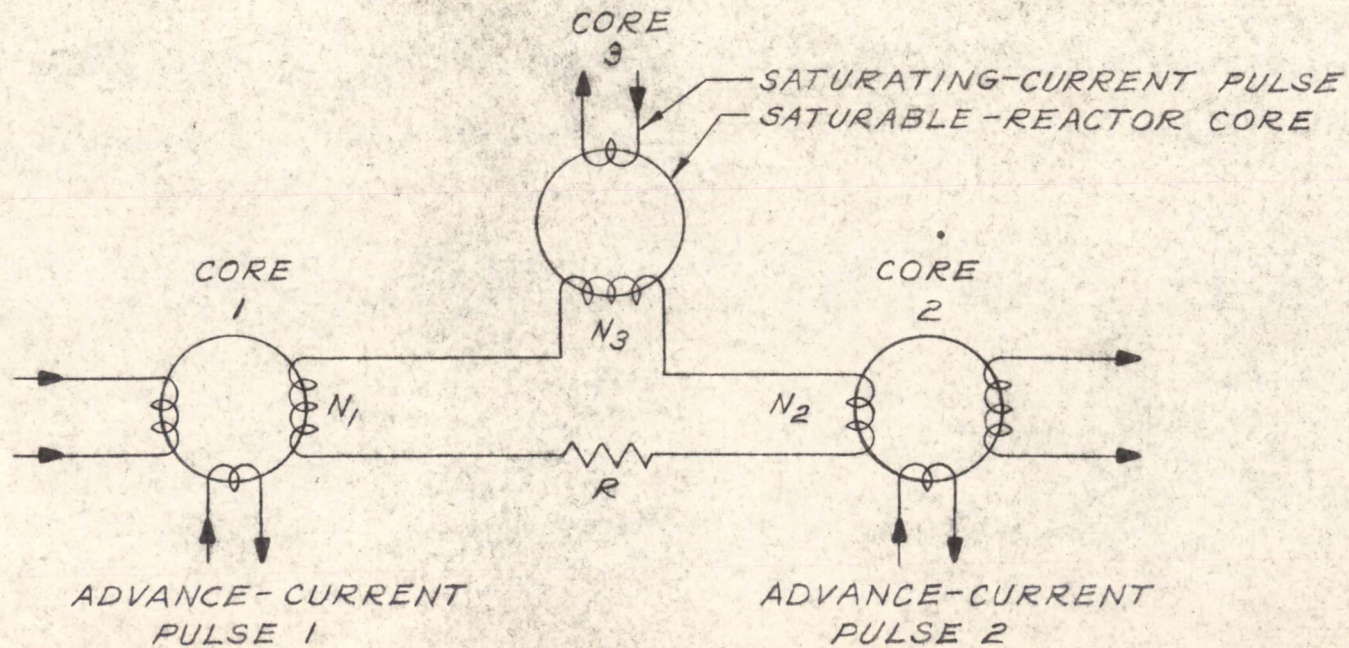 CORE
3
SATURATING-CURRENT PULSE
SATURABLE-REACTOR CORE
CORE
1
CORE
2
N3
N1
N2
R
ADVANCE-CURRENT
PULSE 1
ADVANCE-CURRENT
PULSE 2